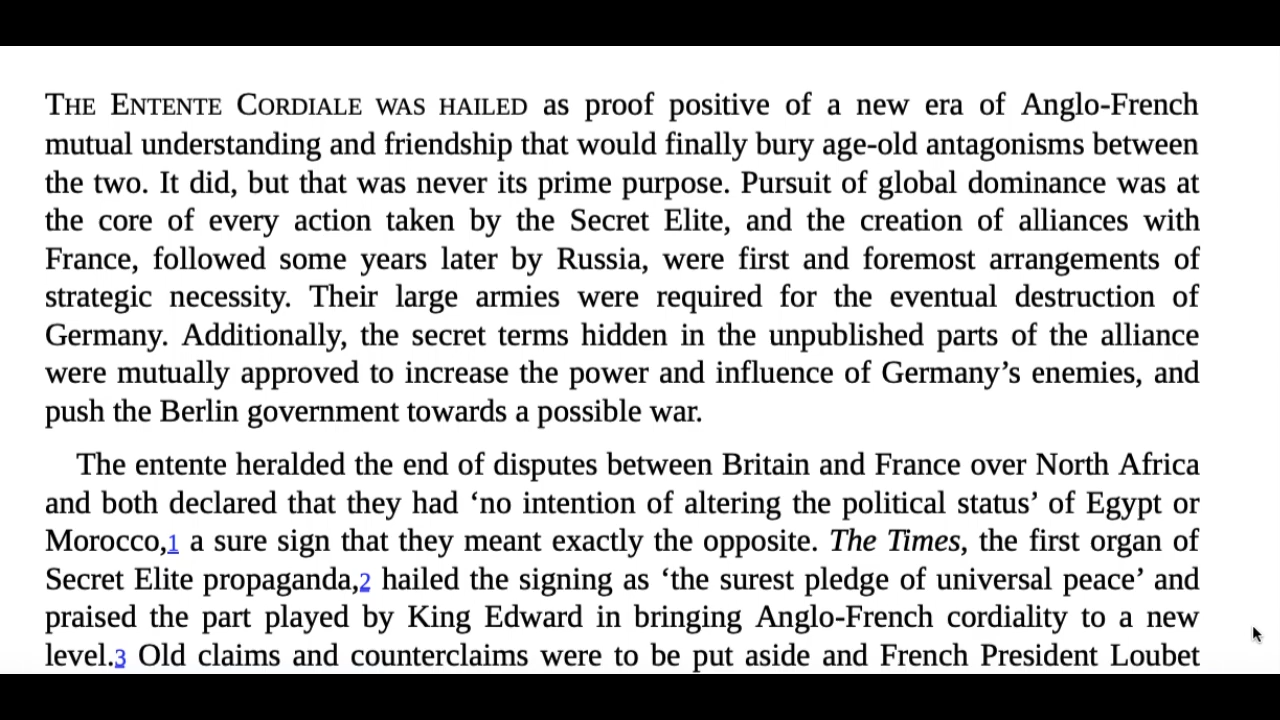 THE ENTENTE CORDIALE WAS HAILED as proof positive of a new era of Anglo-French
mutual understanding and friendship that would finally bury age-old antagonisms between
the two. It did, but that was never its prime purpose. Pursuit of global dominance was at
the core of every action taken by the Secret Elite, and the creation of alliances with
France, followed some years later by Russia, were first and foremost arrangements of
strategic necessity. Their large armies were required for the eventual destruction of
Germany. Additionally, the secret terms hidden in the unpublished parts of the alliance
were mutually approved to increase the power and influence of Germany’s enemies, and
push the Berlin government towards a possible war.
The entente heralded the end of disputes between Britain and France over North Africa
and both declared that they had ‘no intention of altering the political status’ of Egypt or
Morocco,1 a sure sign that they meant exactly the opposite. The Times, the first organ of
Secret Elite propaganda,2 hailed the signing as ‘the surest pledge of universal peace’ and
praised the part played by King Edward in bringing Anglo-French cordiality to a new
level.3 Old claims and counterclaims were to be put aside and French President Loubet